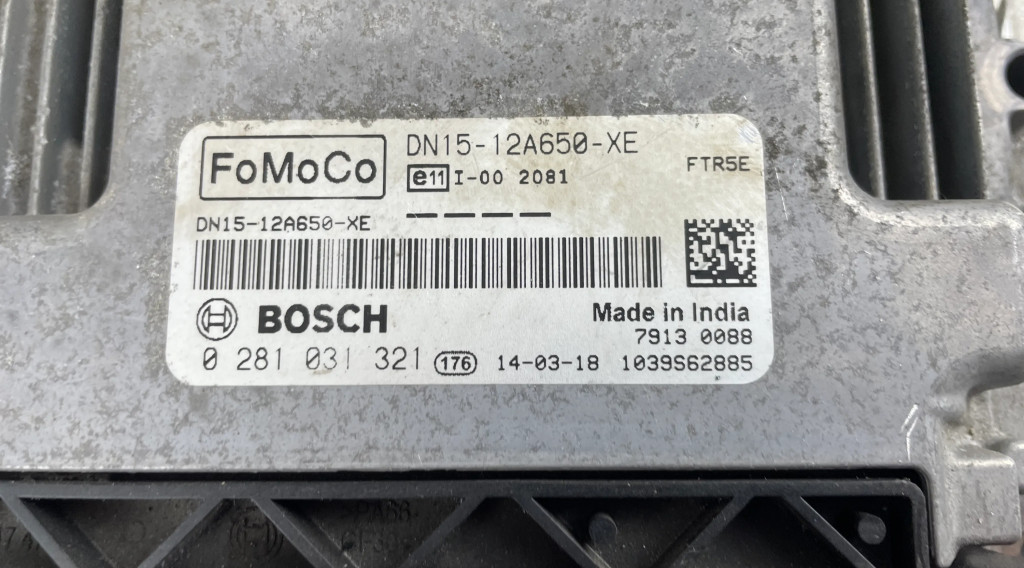 FoMoCo
DN15-12A650-XE
FTR5E
e11 I-00 2081
DN15-12A650-XE
BOSCH
Made in India
7913 0088
0 281 031 321 176 14-03-18 1039S62885